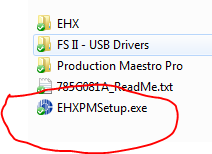 EHX
FS II - USB Drivers
Production Maestro Pro
785G081A_ReadMe.txt
EHXPMSetup.exe